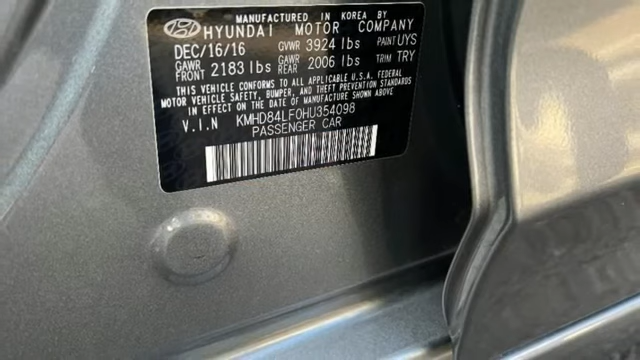 MANUFACTURED IN KOREA BY
HYUNDAI MOTOR COMPANY
DEC/16/16 GVWR 3924 lbs PAINT UYS
GAWR FRONT 2183 lbs GAWR REAR 2006 lbs TRIM TRY
THIS VEHICLE CONFORMS TO ALL APPLICABLE U.S.A. FEDERAL
MOTOR VEHICLE SAFETY, BUMPER, AND THEFT PREVENTION STANDARDS
IN EFFECT ON THE DATE OF MANUFACTURE SHOWN ABOVE.
V.I.N KMHD84LF0HU354098
PASSENGER CAR